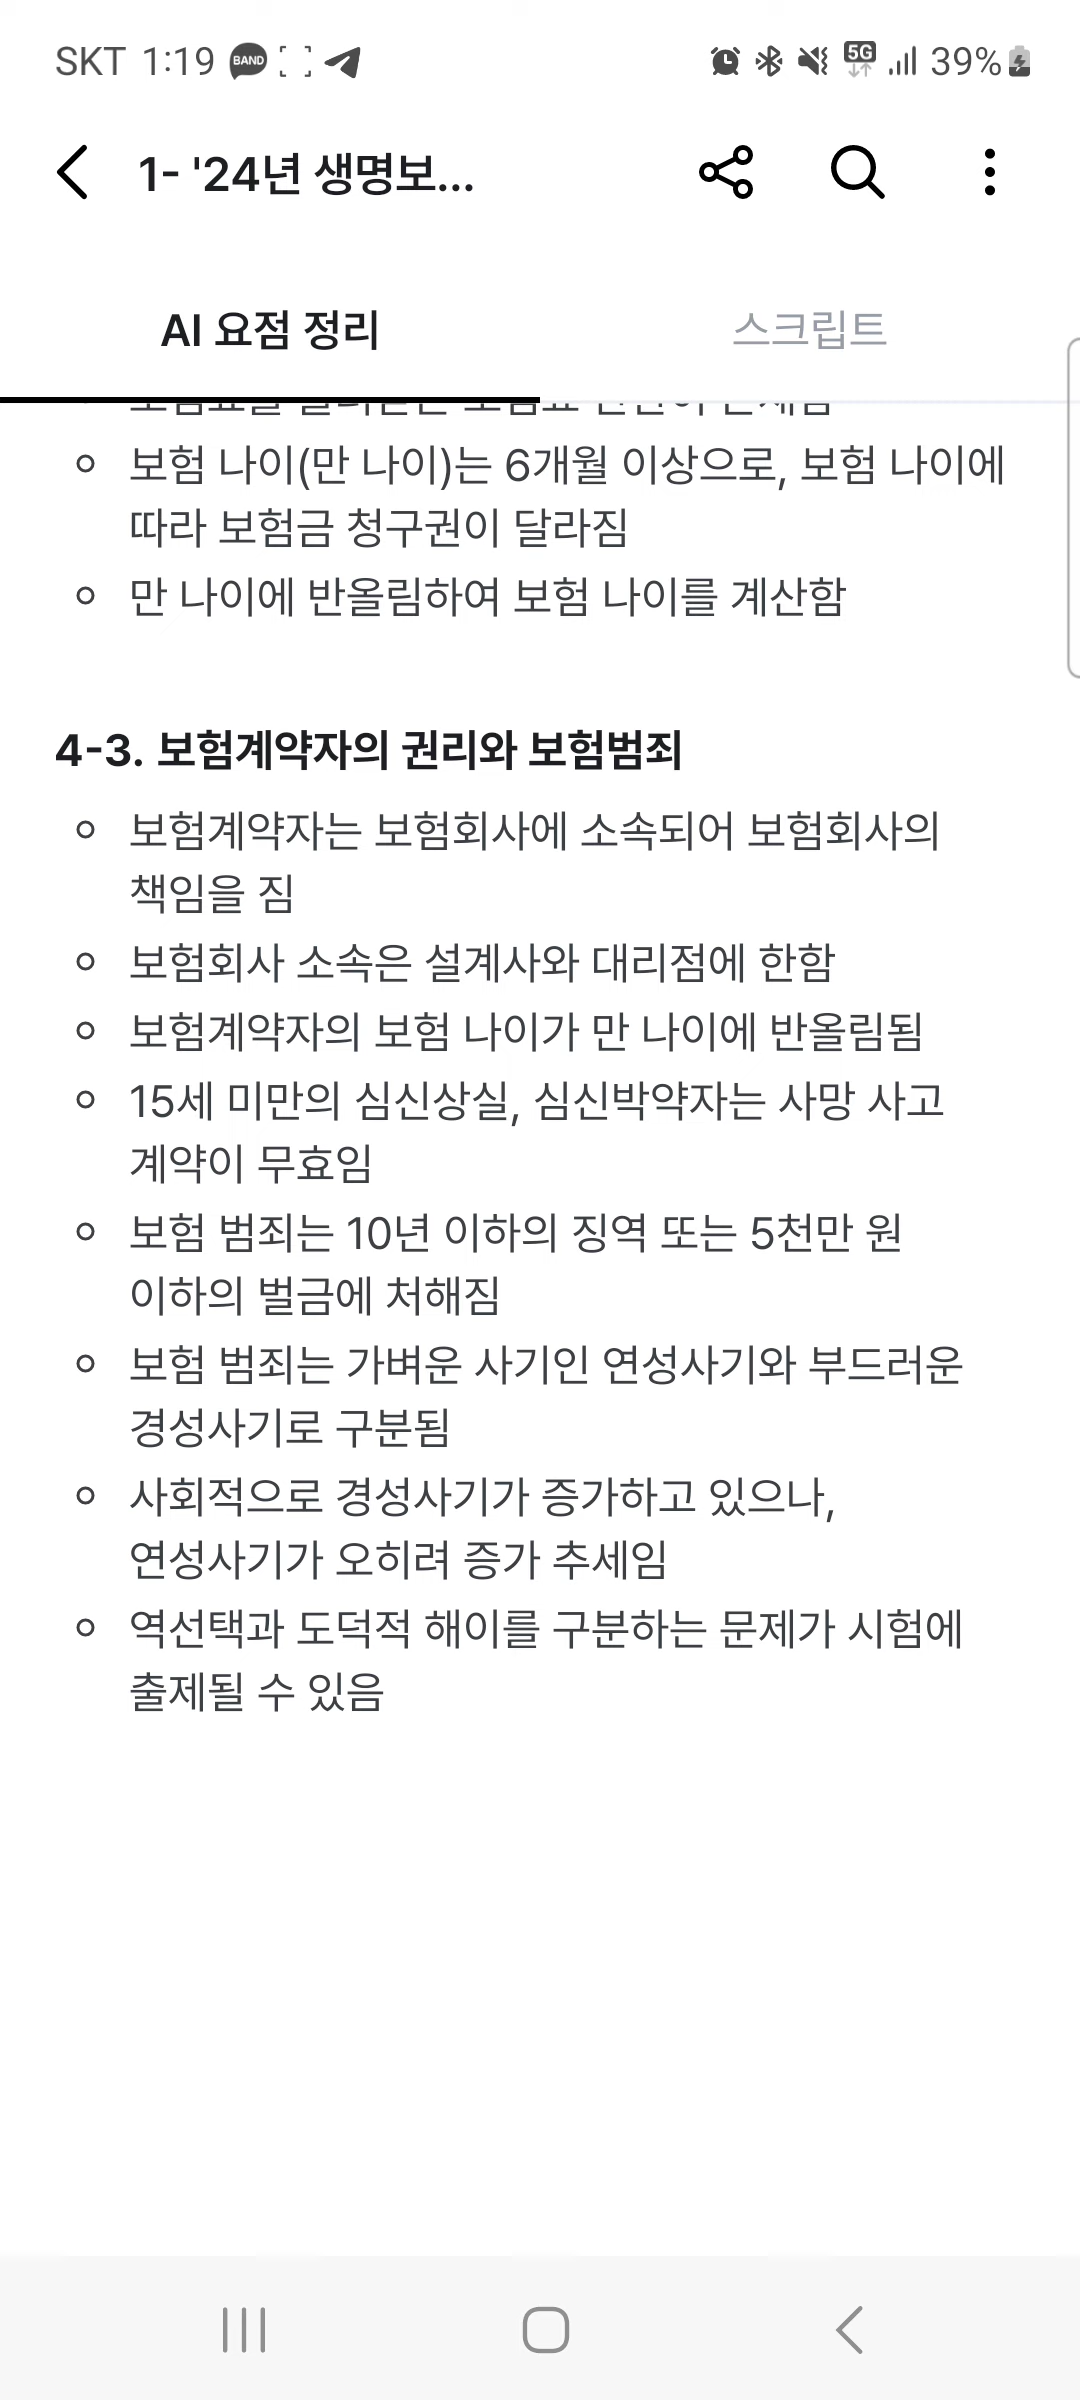 SKT 1:19 BAND 5G 39%
1- '24년 생명보...
AI 요점 정리 스크립트
보험 나이(만 나이)는 6개월 이상으로, 보험 나이에
따라 보험금 청구권이 달라짐
만 나이에 반올림하여 보험 나이를 계산함
4-3. 보험계약자의 권리와 보험범죄
보험계약자는 보험회사에 소속되어 보험회사의
책임을 짐
보험회사 소속은 설계사와 대리점에 한함
보험계약자의 보험 나이가 만 나이에 반올림됨
15세 미만의 심신상실, 심신박약자는 사망 사고
계약이 무효임
보험 범죄는 10년 이하의 징역 또는 5천만 원
이하의 벌금에 처해짐
보험 범죄는 가벼운 사기인 연성사기와 부드러운
경성사기로 구분됨
사회적으로 경성사기가 증가하고 있으나,
연성사기가 오히려 증가 추세임
역선택과 도덕적 해이를 구분하는 문제가 시험에
출제될 수 있음